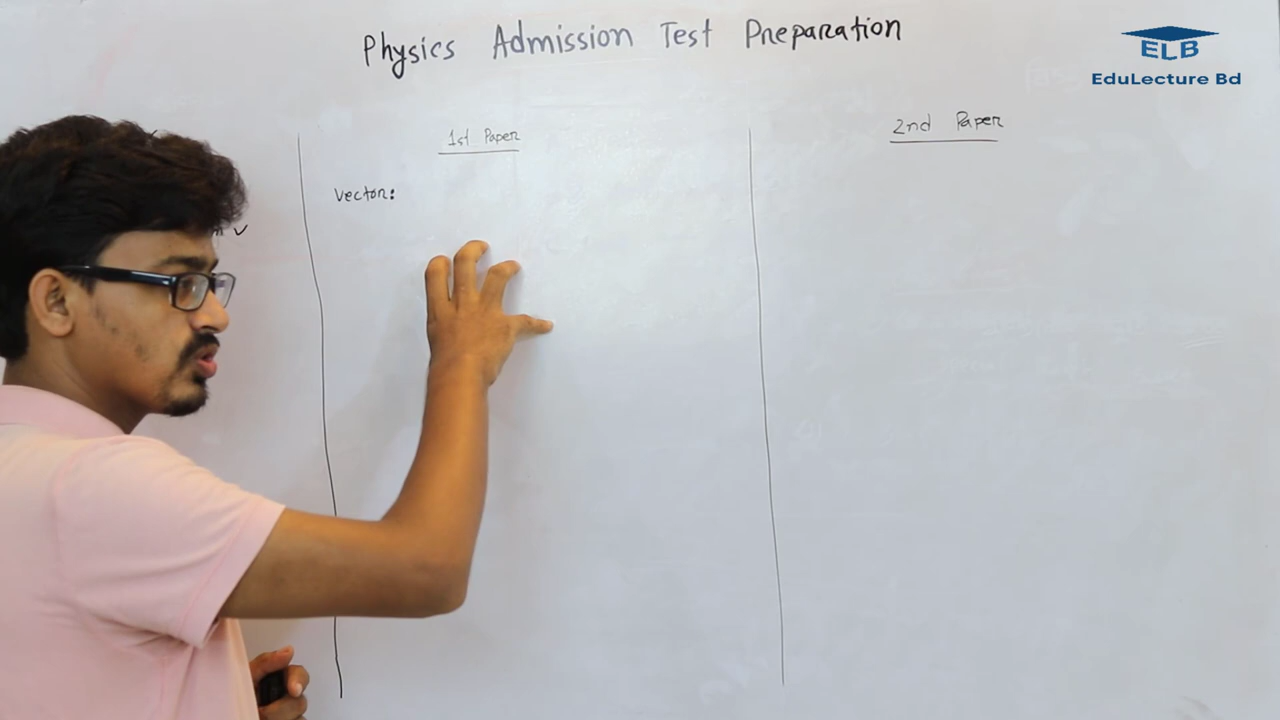 Physics Admission Test Preparation
ELB
EduLecture Bd
1st Paper
2nd Paper
Vector: